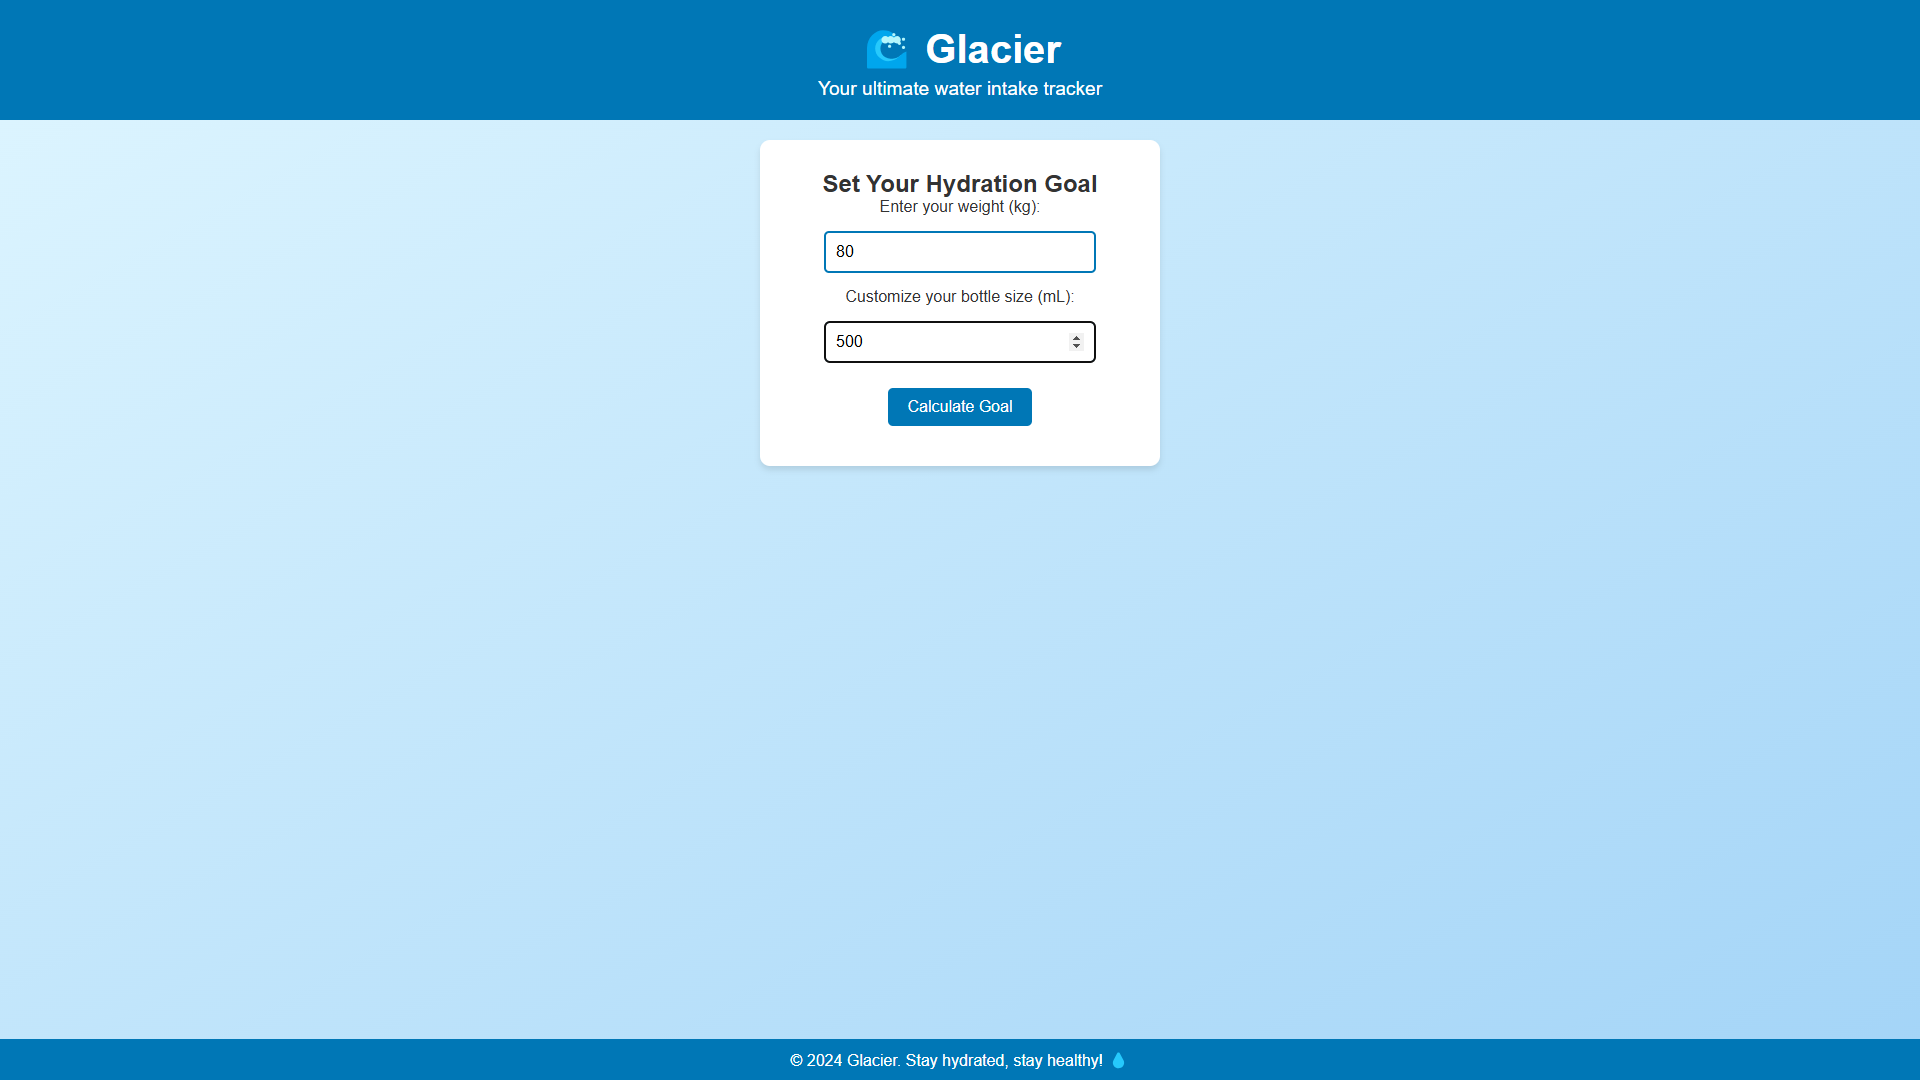 Glacier
Your ultimate water intake tracker
Set Your Hydration Goal
Enter your weight (kg):
80
Customize your bottle size (mL):
500
Calculate Goal
© 2024 Glacier. Stay hydrated, stay healthy! 💧